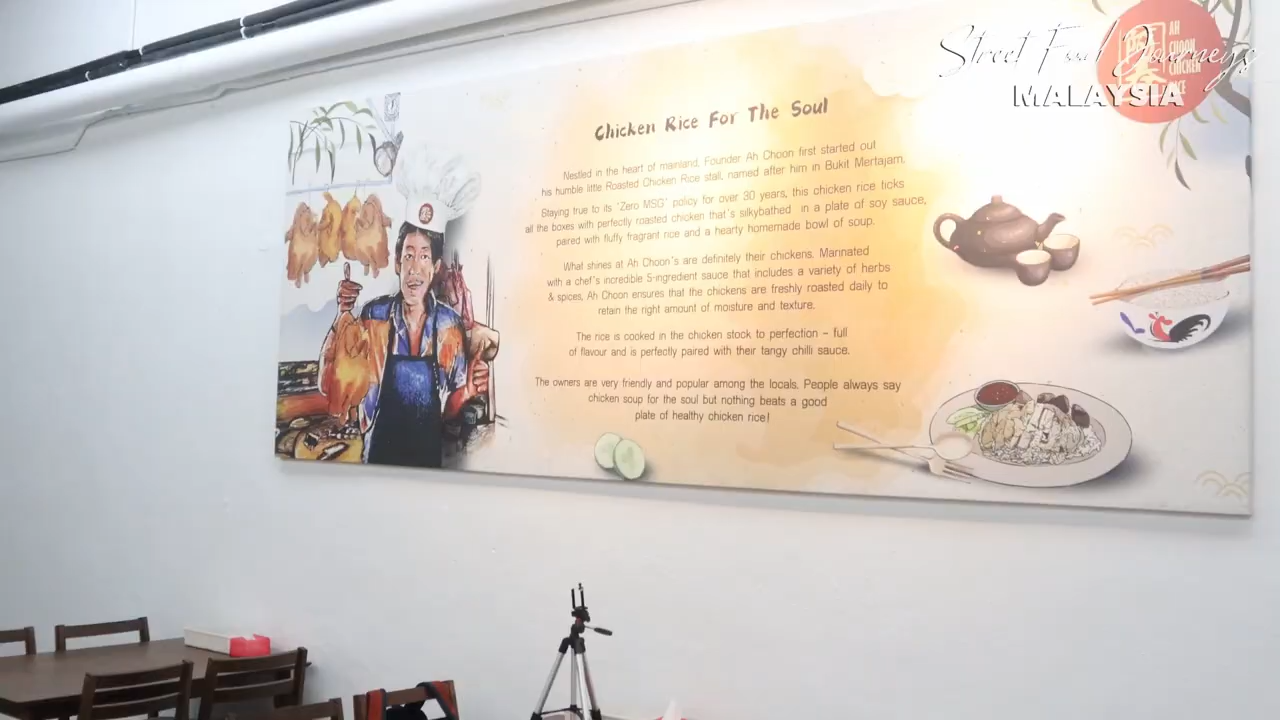 Street Food Journeys
MALAYSIA
AH
CHOON
CHICKEN
RICE
Chicken Rice For The Soul
Nestled in the heart of mainland, Founder Ah Choon first started out
his humble little Roasted Chicken Rice stall, named after him in Bukit Mertajam.
Staying true to its 'Zero MSG' policy for over 30 years, this chicken rice ticks
all the boxes with perfectly roasted chicken that's silkybathed in a plate of soy sauce,
paired with fluffy fragrant rice and a hearty homemade bowl of soup.
What shines at Ah Choon's are definitely their chickens. Marinated
with a chef's incredible 5-ingredient sauce that includes a variety of herbs
& spices, Ah Choon ensures that the chickens are freshly roasted daily to
retain the right amount of moisture and texture.
The rice is cooked in the chicken stock to perfection – full
of flavour and is perfectly paired with their tangy chilli sauce.
The owners are very friendly and popular among the locals. People always say
chicken soup for the soul but nothing beats a good
plate of healthy chicken rice!